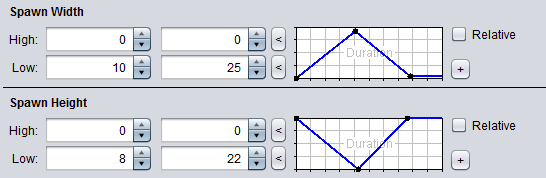 Spawn Width
High: 0 0 < Relative
Low: 10 25 < Duration +
Spawn Height
High: 0 0 < Relative
Low: 8 22 < Duration +